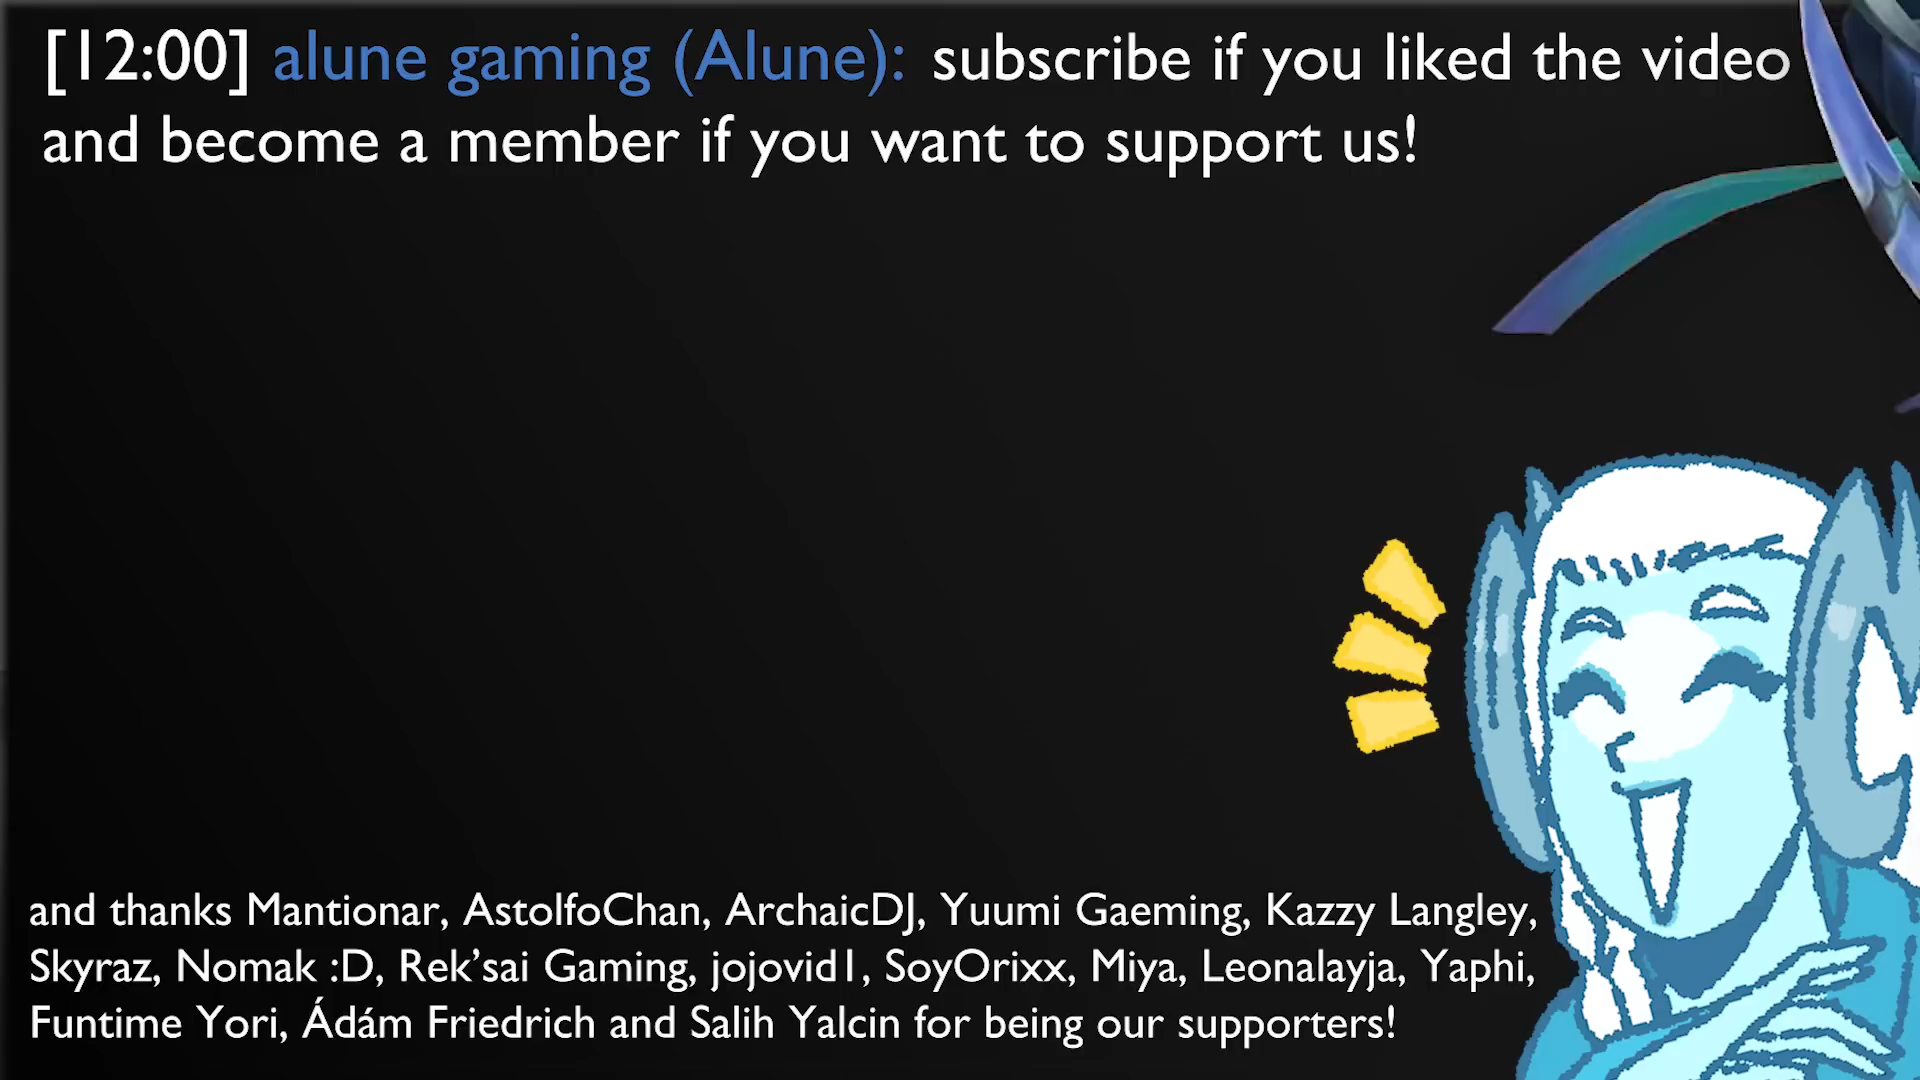 [12:00] alune gaming (Alune): subscribe if you liked the video
and become a member if you want to support us!
and thanks Mantionar, AstolfoChan, ArchaicDJ, Yuumi Gaeming, Kazzy Langley,
Skyraz, Nomak :D, Rek’sai Gaming, jojovid1, SoyOrixx, Miya, Leonalayja, Yaphi,
Funtime Yori, Ádám Friedrich and Salih Yalcin for being our supporters!